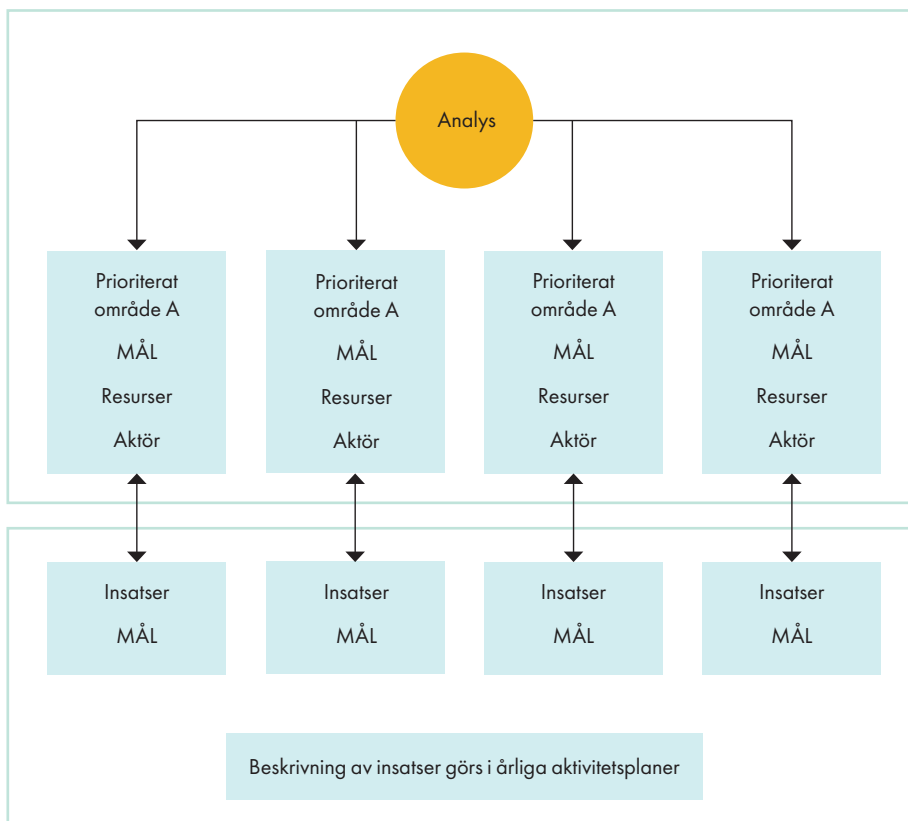 Analys
Prioriterat
område A
MÅL
Resurser
Aktör
Prioriterat
område A
MÅL
Resurser
Aktör
Prioriterat
område A
MÅL
Resurser
Aktör
Prioriterat
område A
MÅL
Resurser
Aktör
Insatser
MÅL
Insatser
MÅL
Insatser
MÅL
Insatser
MÅL
Beskrivning av insatser görs i årliga aktivitetsplaner